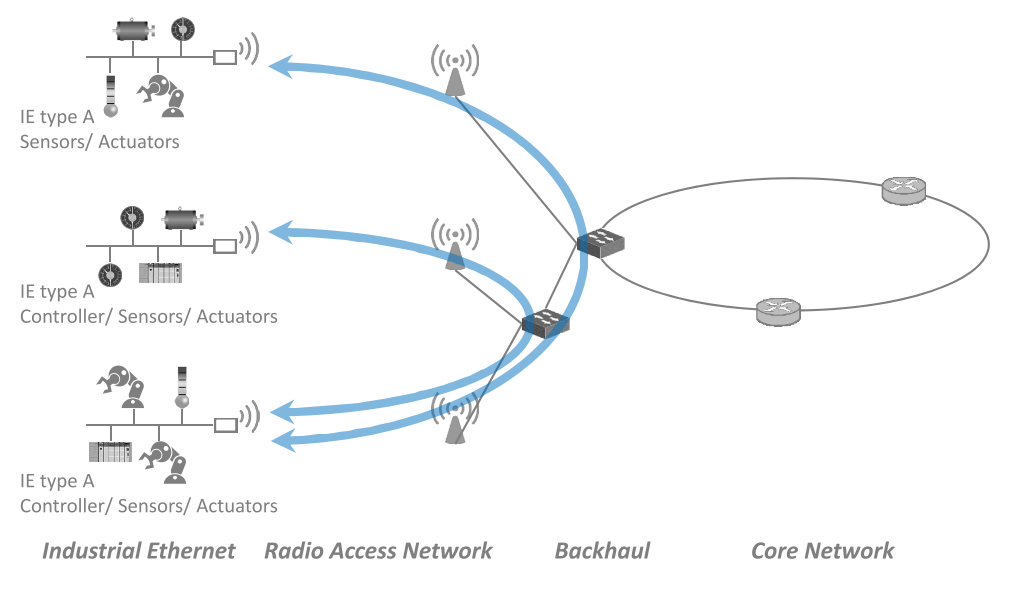 IE type A
Sensors/ Actuators
IE type A
Controller/ Sensors/ Actuators
IE type A
Controller/ Sensors/ Actuators
Industrial Ethernet Radio Access Network Backhaul Core Network